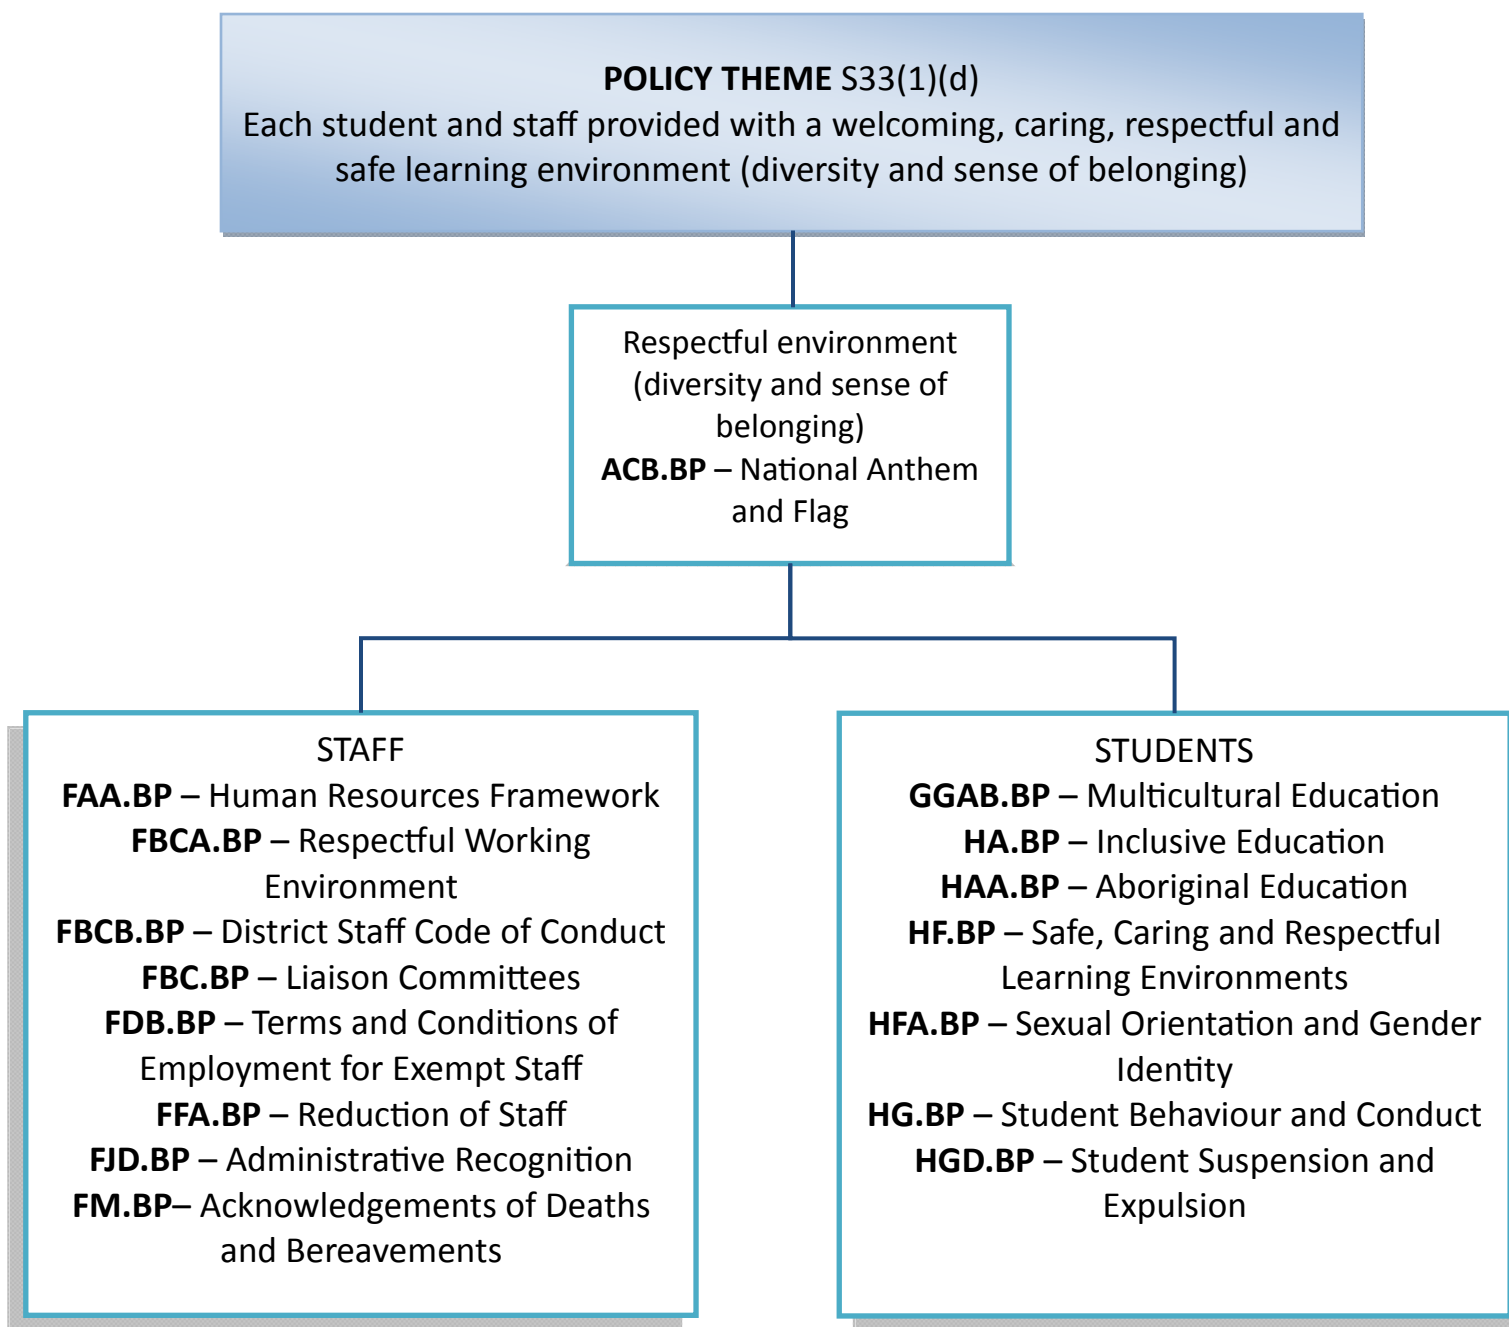 POLICY THEME S33(1)(d)
Each student and staff provided with a welcoming, caring, respectful and
safe learning environment (diversity and sense of belonging)
Respectful environment
(diversity and sense of
belonging)
ACB.BP – National Anthem
and Flag
STAFF
FAA.BP – Human Resources Framework
FBCA.BP – Respectful Working
Environment
FBCB.BP – District Staff Code of Conduct
FBC.BP – Liaison Committees
FDB.BP – Terms and Conditions of
Employment for Exempt Staff
FFA.BP – Reduction of Staff
FJD.BP – Administrative Recognition
FM.BP– Acknowledgements of Deaths
and Bereavements
STUDENTS
GGAB.BP – Multicultural Education
HA.BP – Inclusive Education
HAA.BP – Aboriginal Education
HF.BP – Safe, Caring and Respectful
Learning Environments
HFA.BP – Sexual Orientation and Gender
Identity
HG.BP – Student Behaviour and Conduct
HGD.BP – Student Suspension and
Expulsion